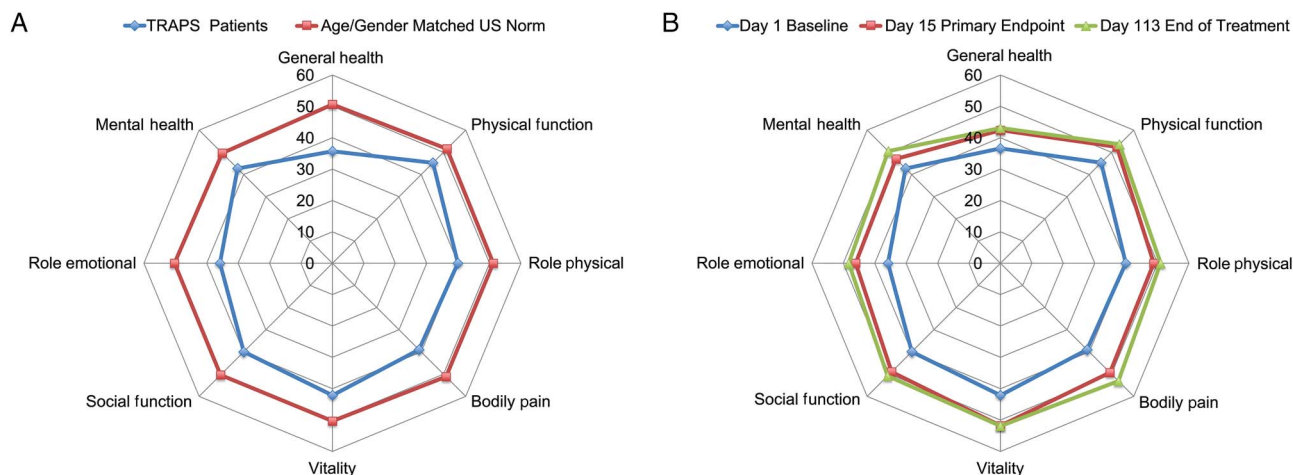 A
TRAPS Patients
Age/Gender Matched US Norm
General health
60
50
40
30
20
10
0
Physical function
Role physical
Bodily pain
Vitality
Social function
Role emotional
Mental health
B
Day 1 Baseline
Day 15 Primary Endpoint
Day 113 End of Treatment
General health
60
50
40
30
20
10
0
Physical function
Role physical
Bodily pain
Vitality
Social function
Role emotional
Mental health